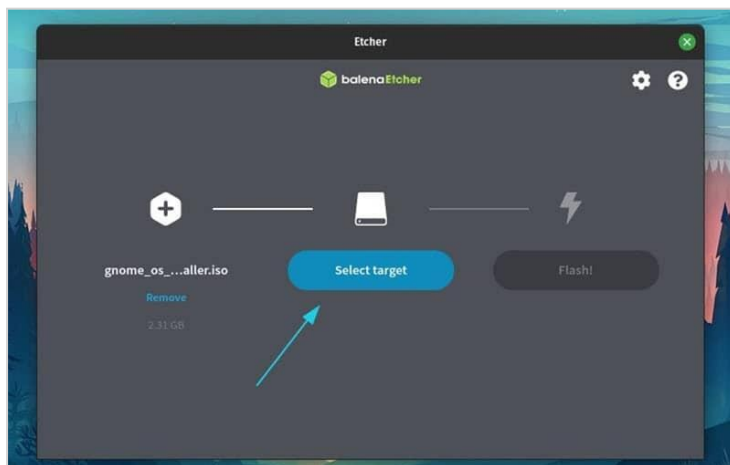 Etcher
balenaEtcher
gnome_os_...aller.iso
Select target
Flash!
Remove
2.31 GB